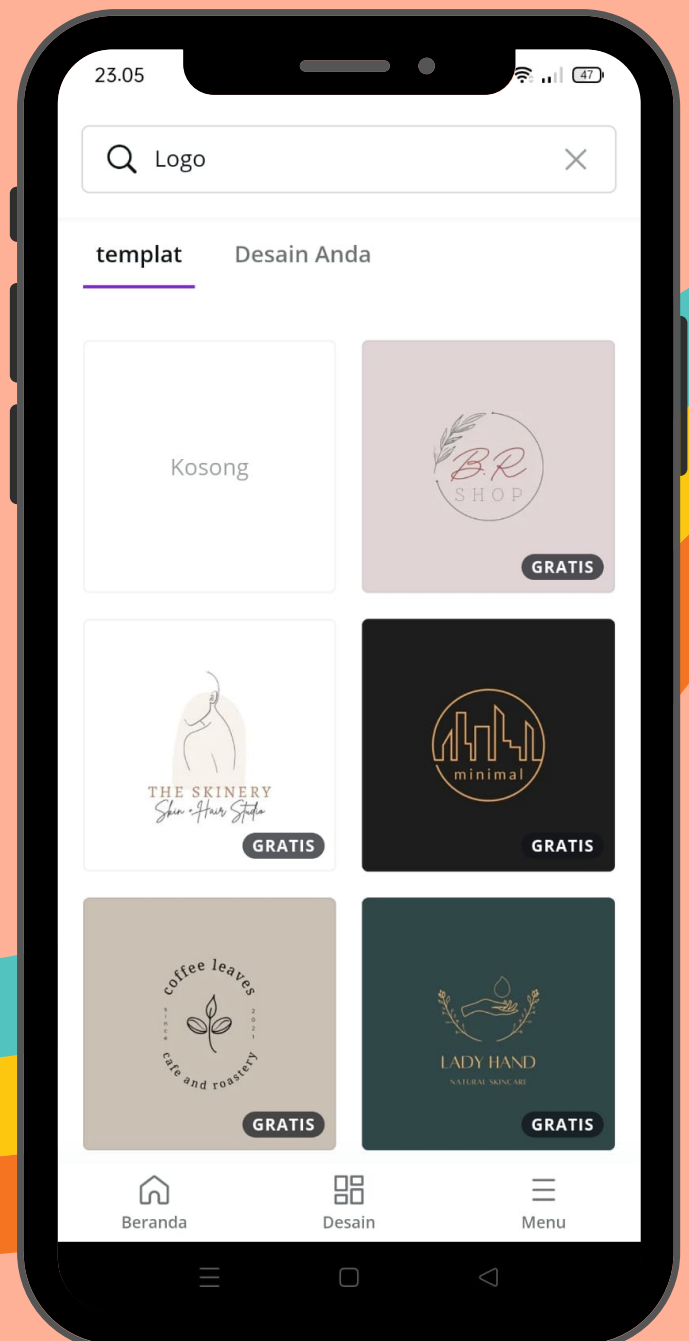 23.05
47
Logo
templat
Desain Anda
Kosong
B.R
SHOP
GRATIS
THE SKINERY
Skin + Hair Studio
GRATIS
minimal
GRATIS
coffee leaves
since
2021
cafe and roastery
GRATIS
LADY HAND
NATURAL SKINCARE
GRATIS
Beranda
Desain
Menu